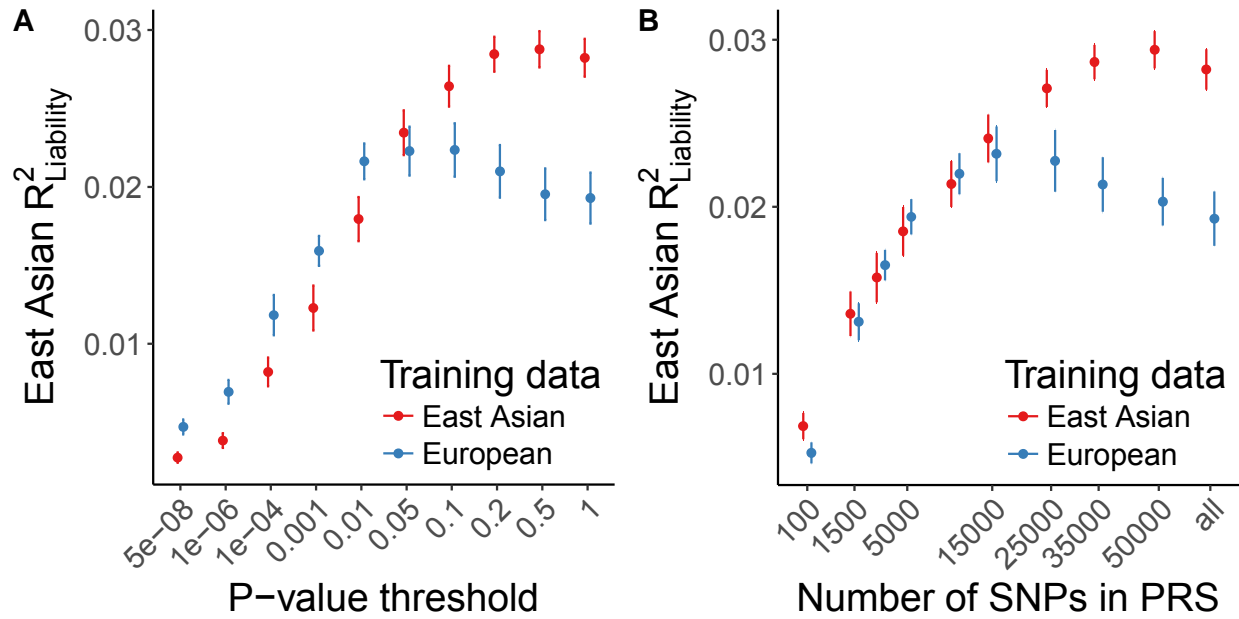 A
East Asian R²Liability
0.03
0.02
0.01
Training data
East Asian
European
5e−08
1e−06
1e−04
0.001
0.01
0.05
0.1
0.2
0.5
1
P−value threshold
B
East Asian R²Liability
0.03
0.02
0.01
Training data
East Asian
European
100
1500
5000
15000
25000
35000
50000
all
Number of SNPs in PRS